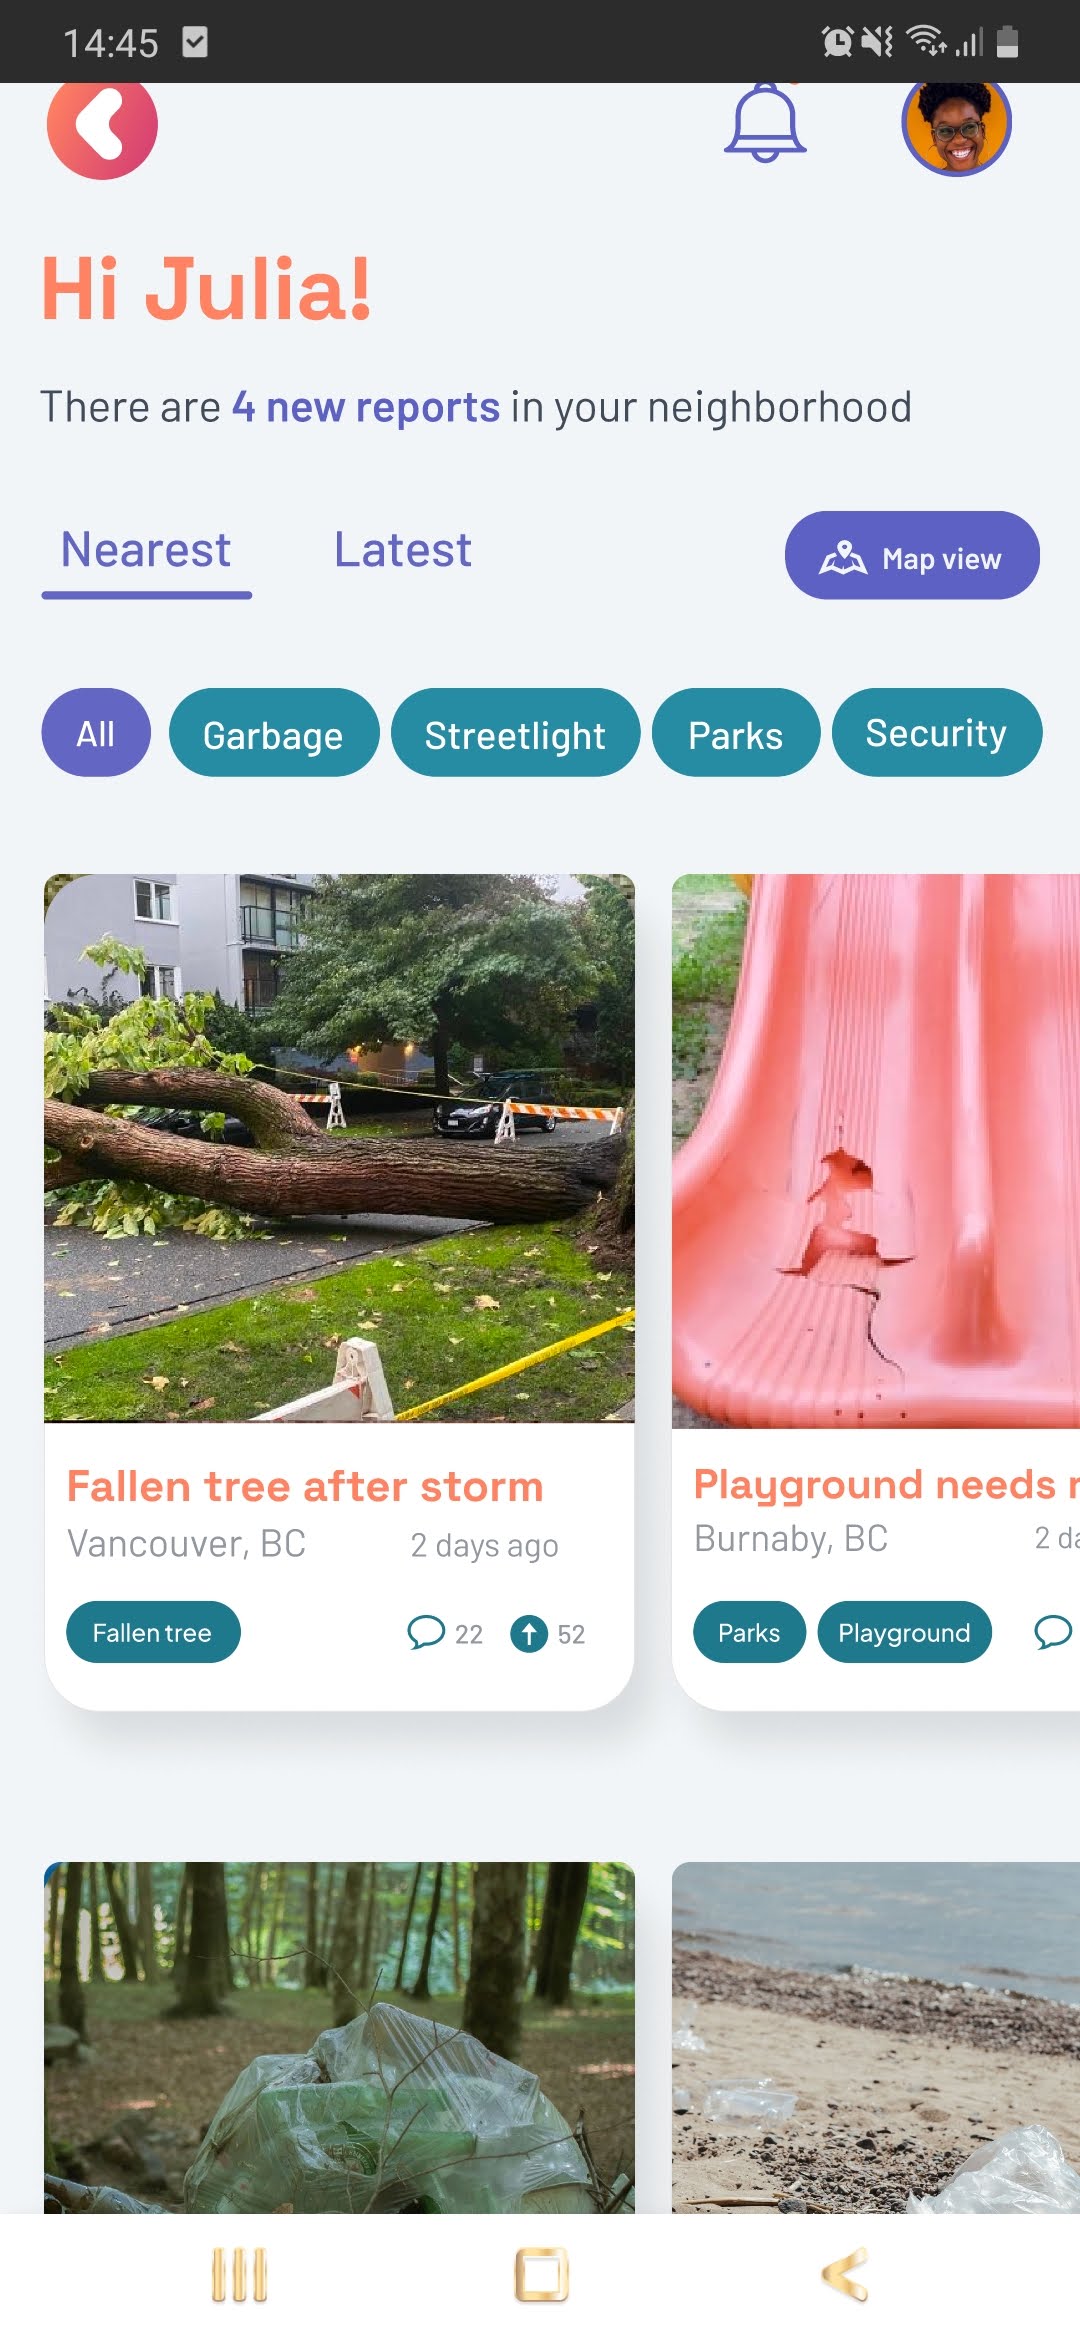 14:45
Hi Julia!
There are 4 new reports in your neighborhood
Nearest Latest Map view
All Garbage Streetlight Parks Security
Fallen tree after storm
Vancouver, BC 2 days ago
Fallen tree 22 52
Playground needs
Burnaby, BC 2
Parks Playground